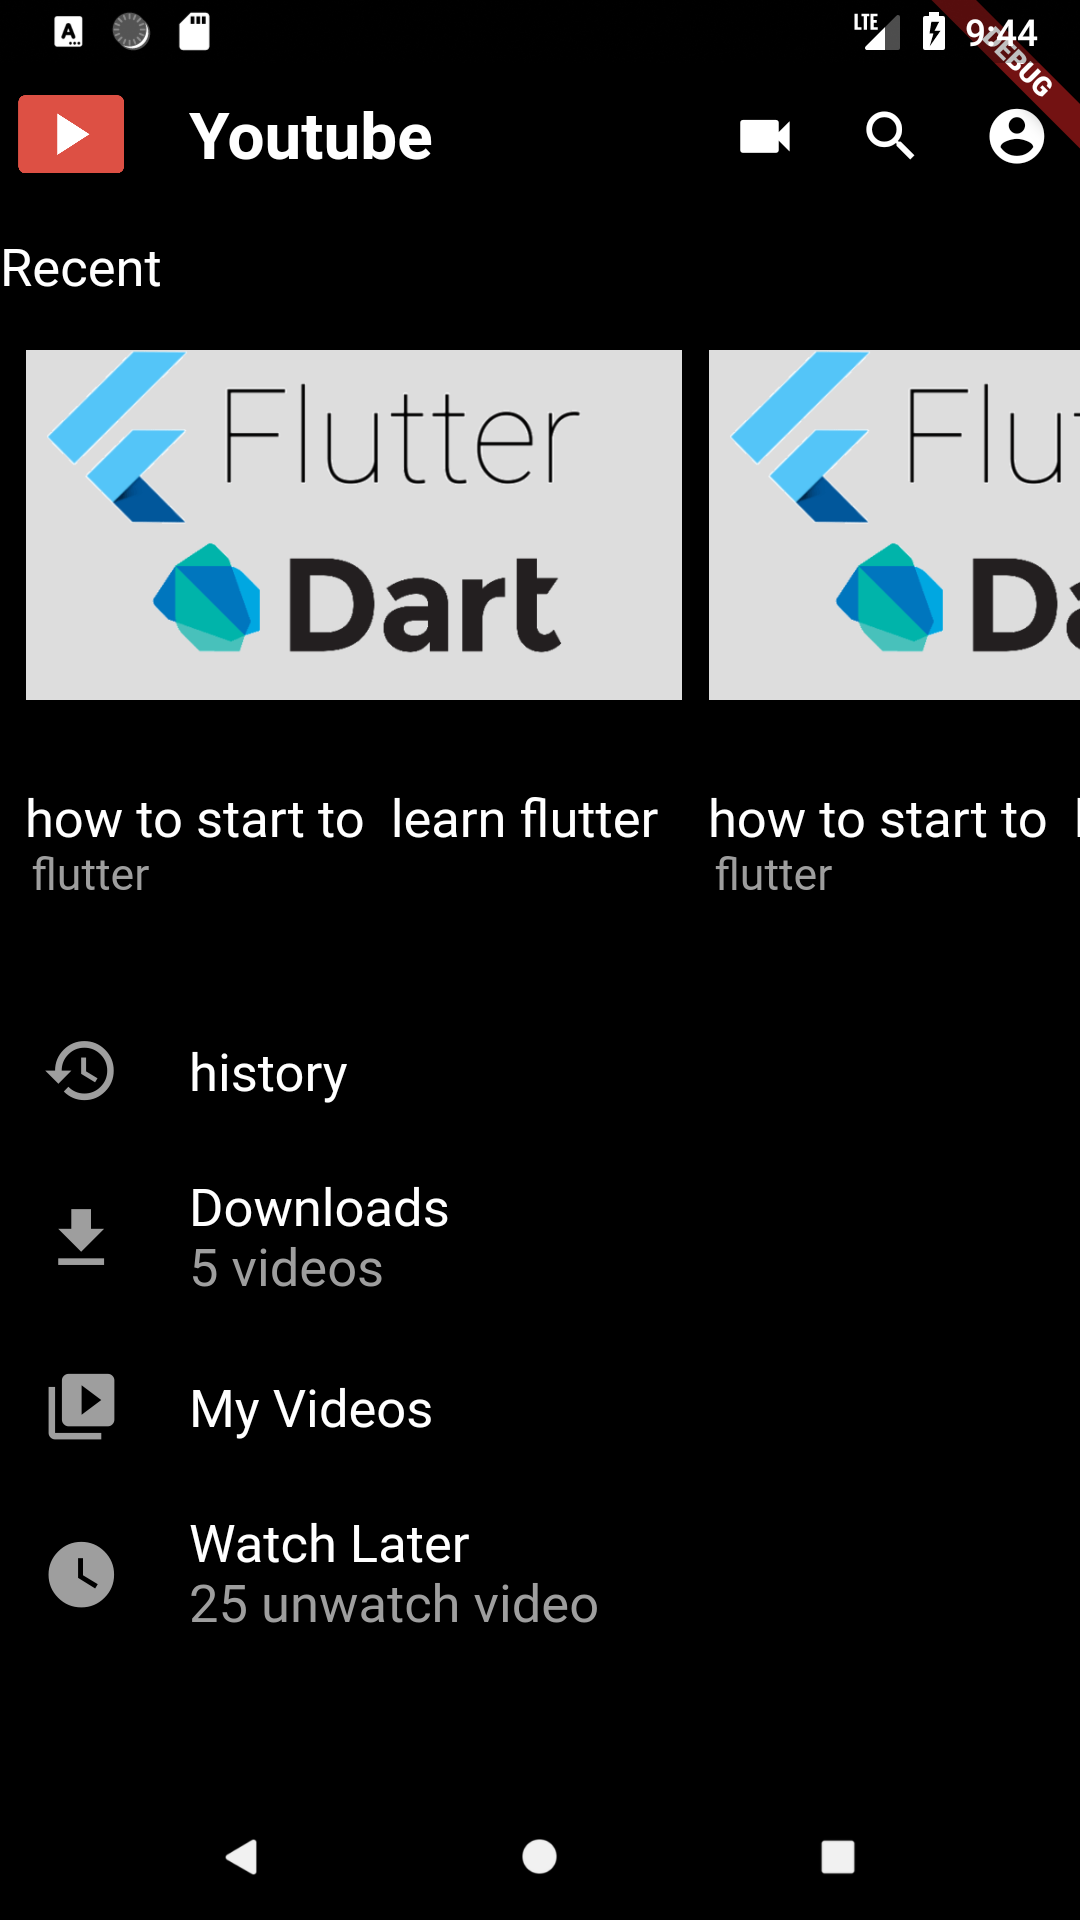 A
LTE
9:44
DEBUG
Youtube
Recent
Flutter
Dart
Flut
Da
how to start to  learn flutter
flutter
how to start to
flutter
history
Downloads
5 videos
My Videos
Watch Later
25 unwatch video